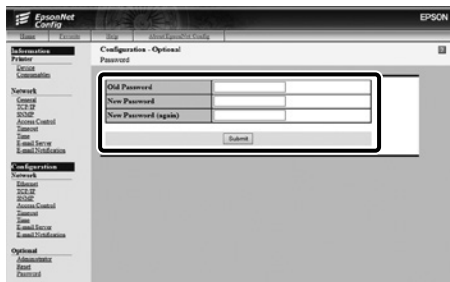 EpsonNet
Config
EPSON
Home
Favorite
Help
About EpsonNet Config
Information
Printer
Device
Consumables
Network
General
TCP/IP
SNMP
Access Control
Timeout
Time
E-mail Server
E-mail Notification
Configuration
Network
Ethernet
TCP/IP
SNMP
Access Control
Timeout
Time
E-mail Server
E-mail Notification
Optional
Administrator
Reset
Password
Configuration - Optional
Password
Old Password
New Password
New Password (again)
Submit